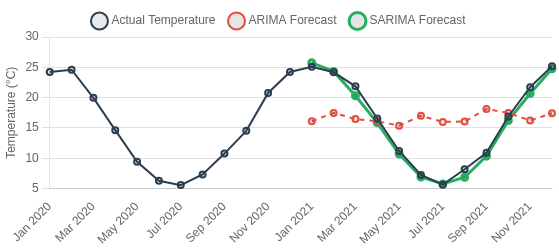 Actual Temperature ARIMA Forecast SARIMA Forecast
Temperature (°C)
30
25
20
15
10
5
Jan 2020 Mar 2020 May 2020 Jul 2020 Sep 2020 Nov 2020 Jan 2021 Mar 2021 May 2021 Jul 2021 Sep 2021 Nov 2021